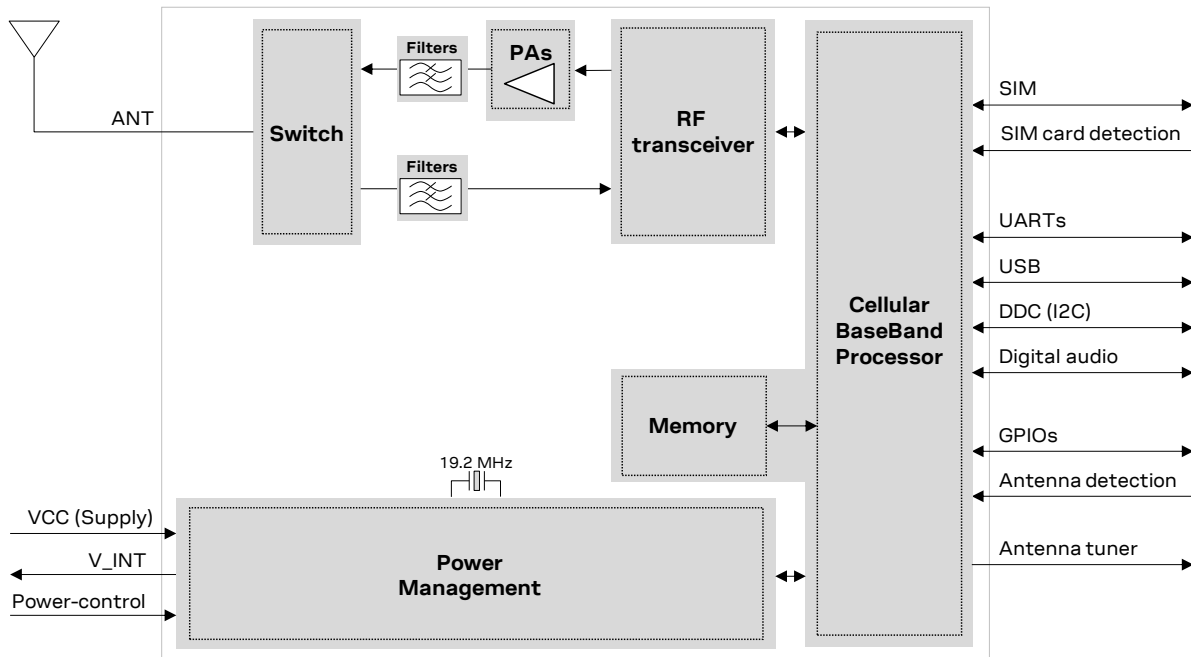 Filters
PAs
ANT
Switch
RF
transceiver
Filters
SIM
SIM card detection
UARTs
USB
DDC (I2C)
Digital audio
Cellular
BaseBand
Processor
Memory
GPIOs
Antenna detection
Antenna tuner
19.2 MHz
VCC (Supply)
V_INT
Power-control
Power
Management